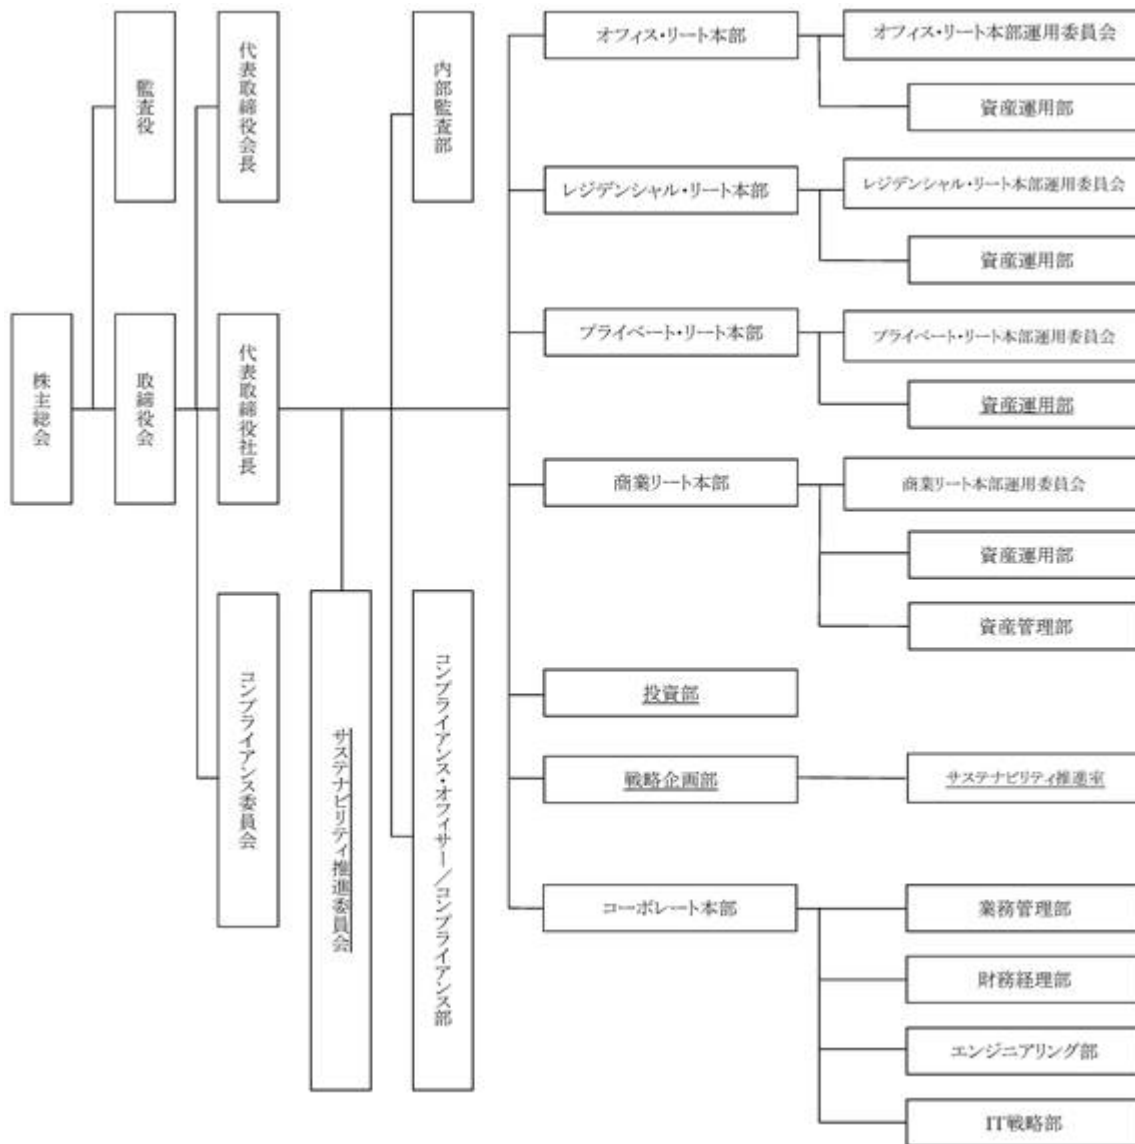 株主総会
監査役
取締役会
代表取締役会長
代表取締役社長
コンプライアンス委員会
サステナビリティ推進委員会
内部監査部
コンプライアンス・オフィサー／コンプライアンス部
オフィス・リート本部
オフィス・リート本部運用委員会
資産運用部
レジデンシャル・リート本部
レジデンシャル・リート本部運用委員会
資産運用部
プライベート・リート本部
プライベート・リート本部運用委員会
資産運用部
商業リート本部
商業リート本部運用委員会
資産運用部
資産管理部
投資部
戦略企画部
サステナビリティ推進室
コーポレート本部
業務管理部
財務経理部
エンジニアリング部
IT戦略部